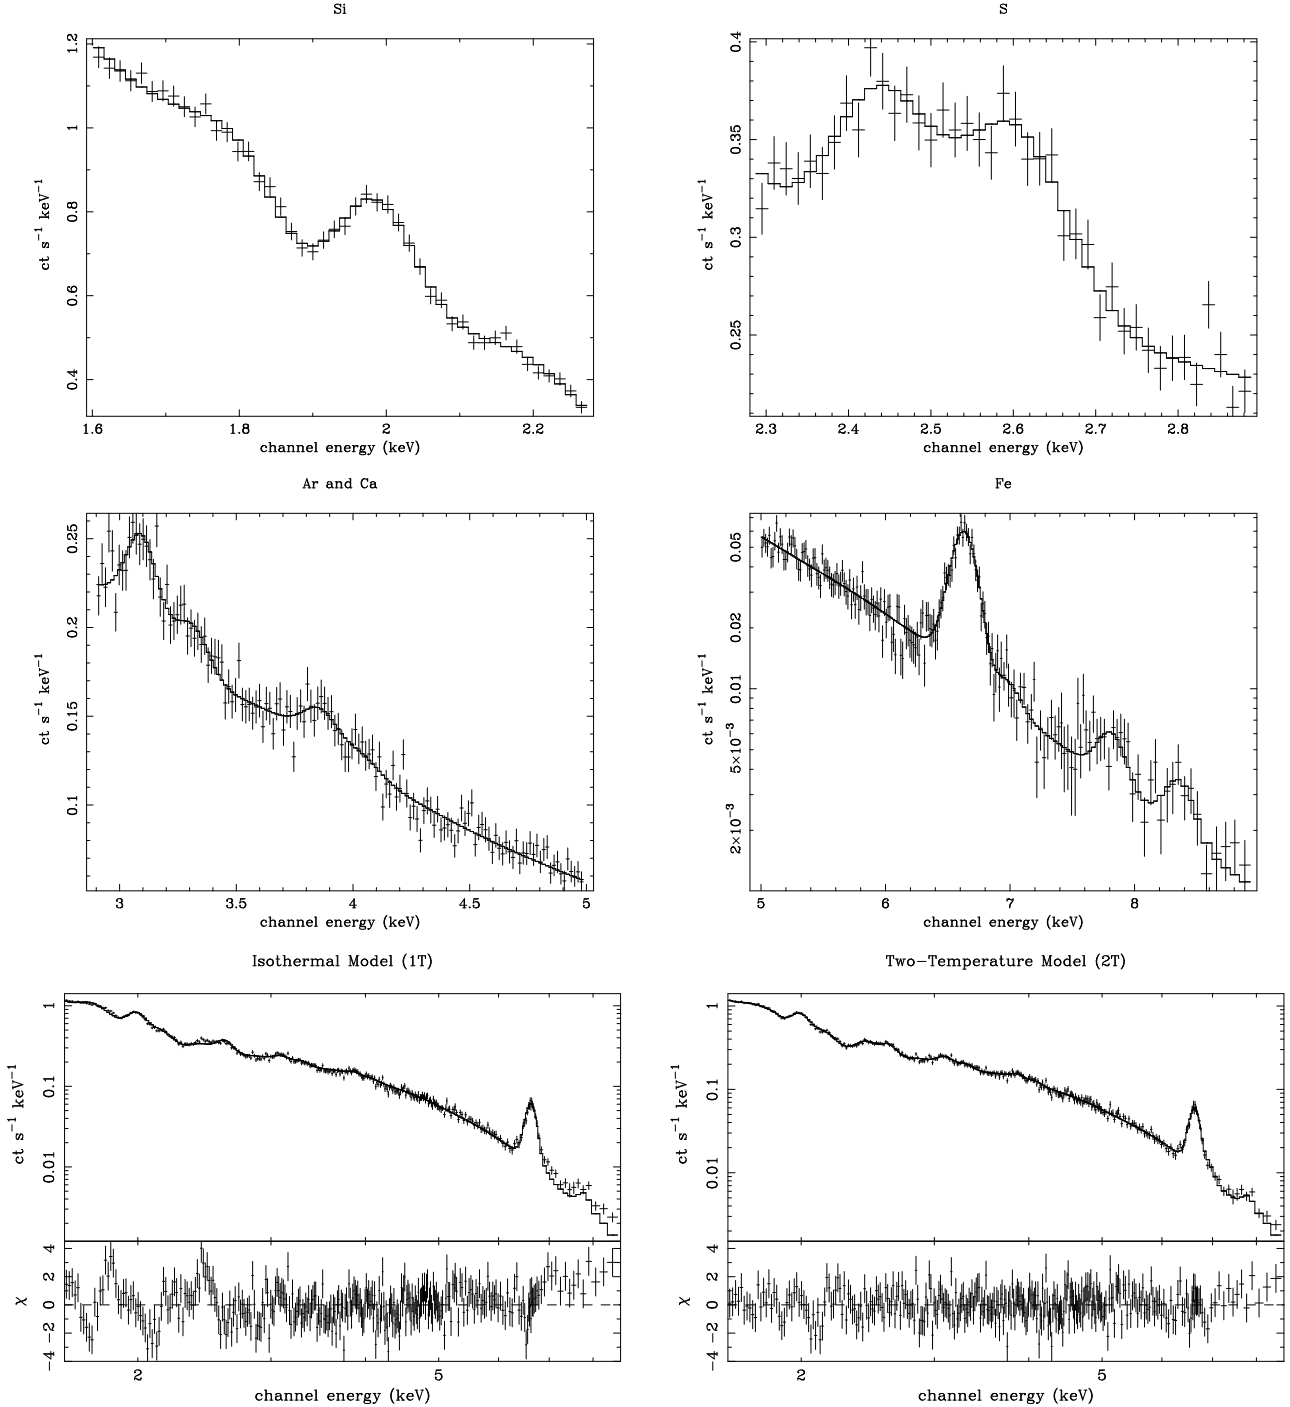 Si
1.2
1
0.8
0.6
0.4
ct s⁻¹ keV⁻¹
1.6 1.8 2 2.2
channel energy (keV)
S
0.4
0.35
0.3
0.25
ct s⁻¹ keV⁻¹
2.3 2.4 2.5 2.6 2.7 2.8
channel energy (keV)
Ar and Ca
0.25
0.2
0.15
0.1
ct s⁻¹ keV⁻¹
3 3.5 4 4.5 5
channel energy (keV)
Fe
0.05
0.02
0.01
5×10⁻³
2×10⁻³
ct s⁻¹ keV⁻¹
5 6 7 8
channel energy (keV)
Isothermal Model (1T)
1
0.1
0.01
ct s⁻¹ keV⁻¹
4
2
0
−2
−4
χ
2 5
channel energy (keV)
Two−Temperature Model (2T)
1
0.1
0.01
ct s⁻¹ keV⁻¹
4
2
0
−2
−4
χ
2 5
channel energy (keV)